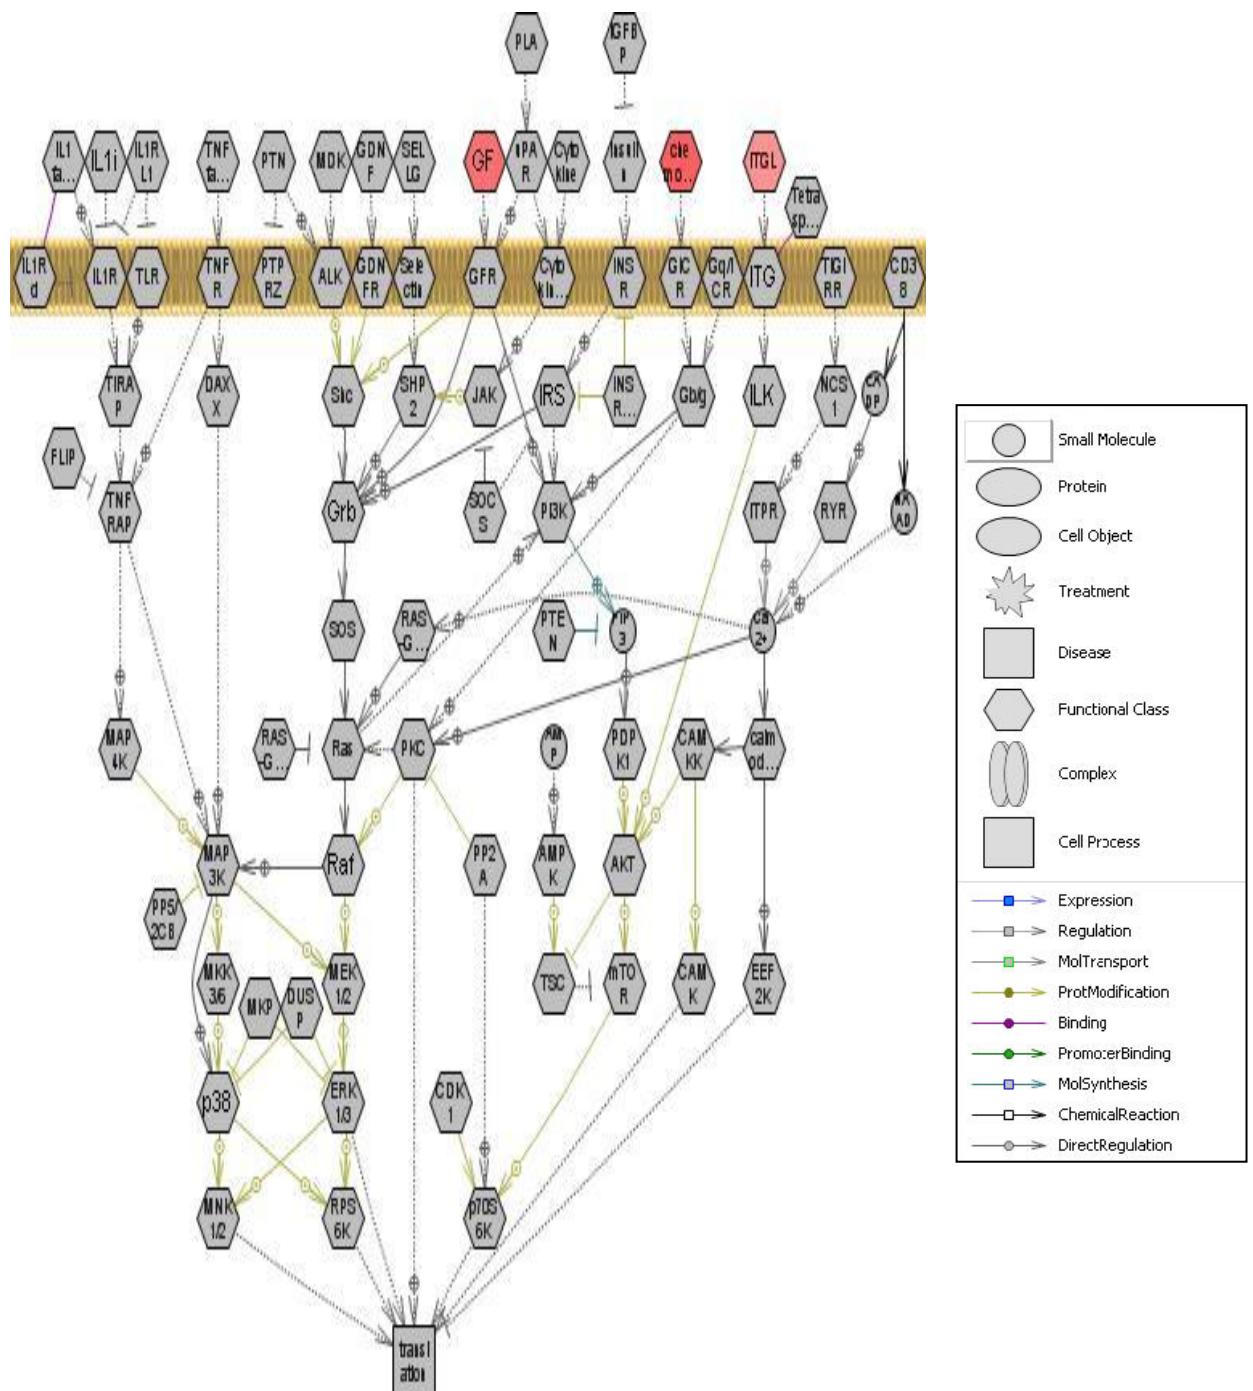 PLA
IGFB
P
IL1
ta...
IL1i
IL1R
L1
TNF
ta...
PTN
MDK
GDN
F
SEL
LG
GF
uPA
R
Cyto
kine
Insuli
n
che
mo...
ITGL
Tetra
sp...
IL1R
d
IL1R
TLR
TNF
R
PTP
RZ
ALK
GDN
FR
Sele
ctin
GFR
Cyto
kin...
INS
R
GIC
R
Gq/I
CR
ITG
TIGI
RR
CD3
8
TIRA
P
DAX
X
Shc
SHP
2
JAK
IRS
INS
R...
Gb/g
ILK
NCS
1
FLIP
TNF
RAP
Grb
SOC
S
PI3K
ITPR
RYR
SOS
RAS
-G ...
PTE
N
PIP
3
Ca
2+
MAP
4K
RAS
-G ...
Ras
PKC
AMP
PDP
K1
CAM
KK
calm
od...
MAP
3K
Raf
PP2
A
AMP
K
AKT
PP5/
2CB
MKK
3/6
MKP
DUS
P
MEK
1/2
TSC
mTO
R
CAM
K
EEF
2K
p38
ERK
1/3
CDK
1
MNK
1/2
RPS
6K
p70S
6K
transl
ation
Small Molecule
Protein
Cell Object
Treatment
Disease
Functional Class
Complex
Cell Process
Expression
Regulation
MolTransport
ProtModification
Binding
PromoterBinding
MolSynthesis
ChemicalReaction
DirectRegulation